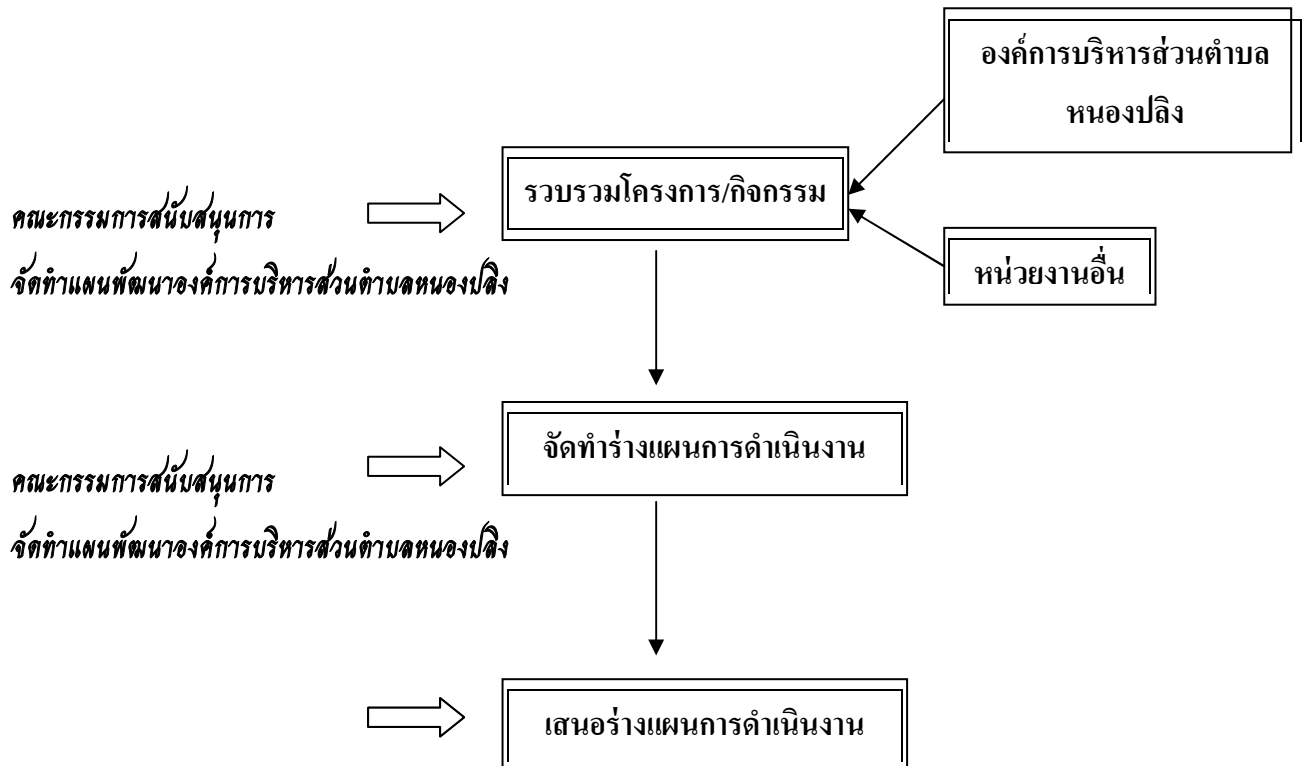 องค์การบริหารส่วนตำบล
หนองปลิง
รวบรวมโครงการ/กิจกรรม
คณะกรรมการสนับสนุนการ
จัดทำแผนพัฒนาองค์การบริหารส่วนตำบลหนองปลิง
หน่วยงานอื่น
จัดทำร่างแผนการดำเนินงาน
คณะกรรมการสนับสนุนการ
จัดทำแผนพัฒนาองค์การบริหารส่วนตำบลหนองปลิง
เสนอร่างแผนการดำเนินงาน